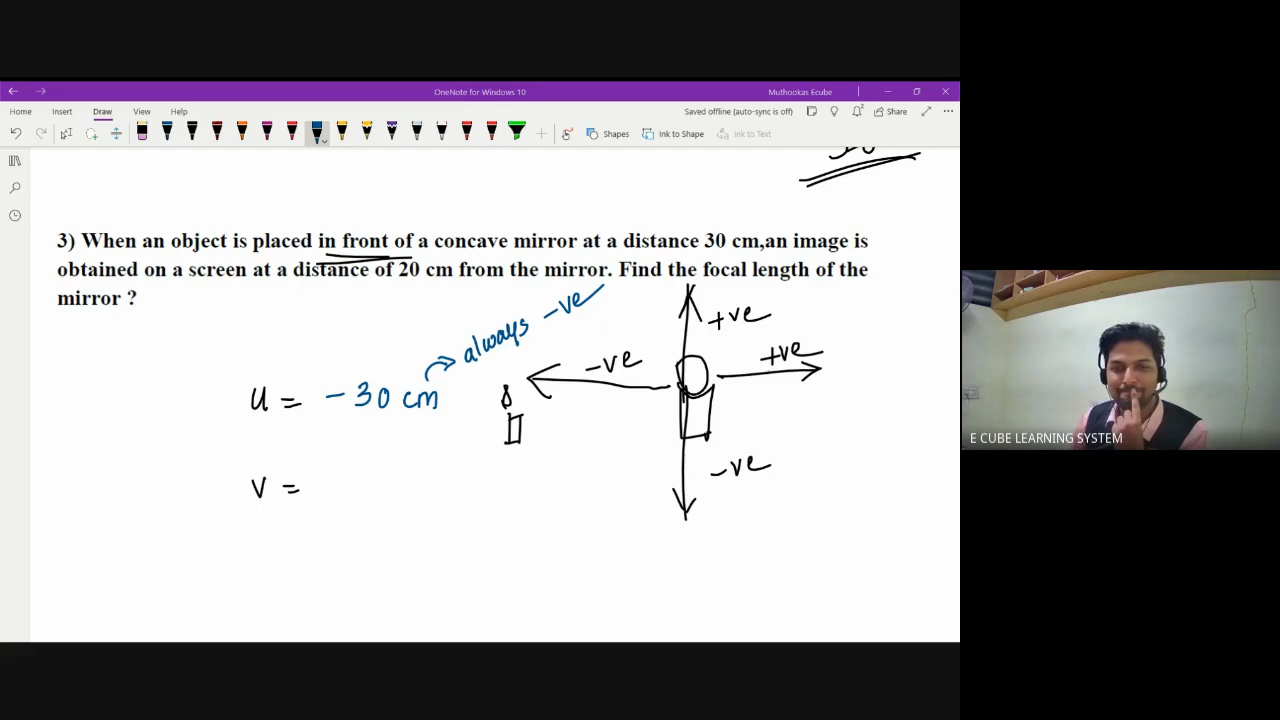 OneNote for Windows 10
Muthookas Ecube
Home Insert Draw View Help
Saved offline (auto-sync is off)
Share
Shapes
Ink to Shape
Ink to Text
3) When an object is placed in front of a concave mirror at a distance 30 cm,an image is
obtained on a screen at a distance of 20 cm from the mirror. Find the focal length of the
mirror ?
always -ve
+ve
-ve
+ve
u = - 30 cm
-ve
v =
E CUBE LEARNING SYSTEM